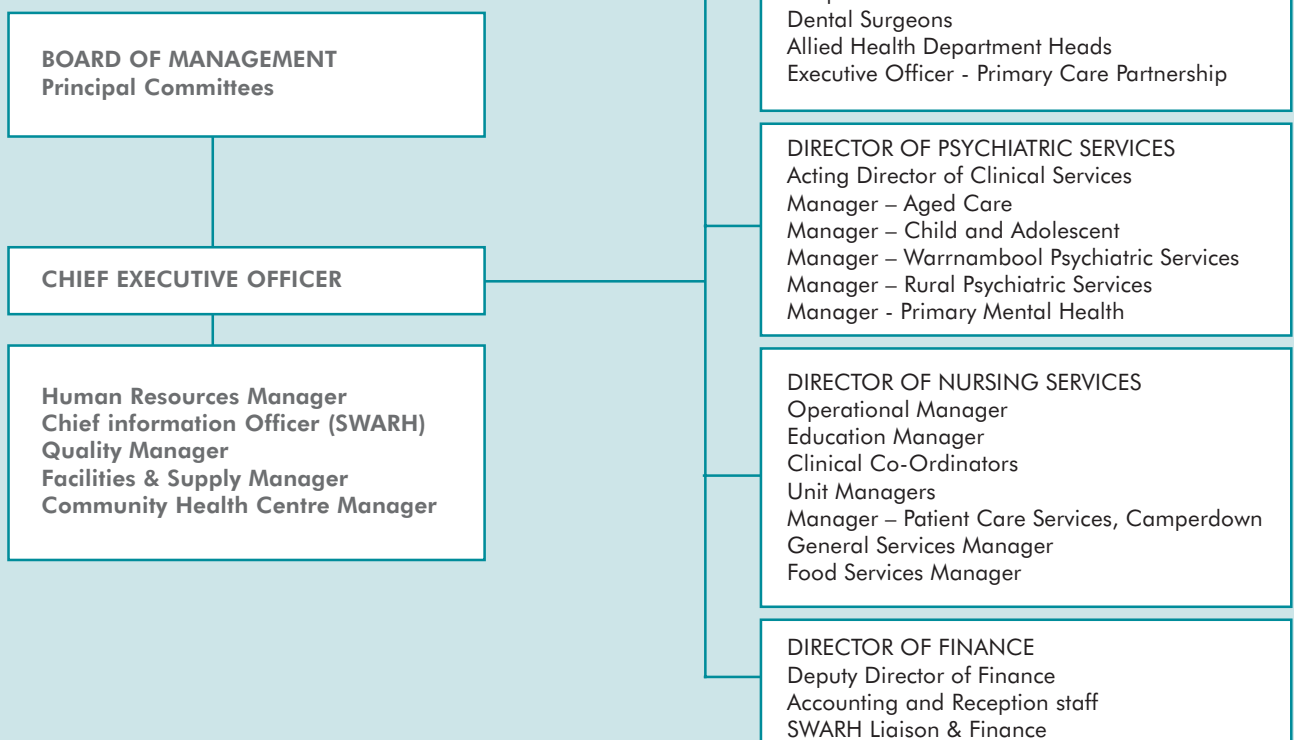 BOARD OF MANAGEMENT
Principal Committees
CHIEF EXECUTIVE OFFICER
Human Resources Manager
Chief information Officer (SWARH)
Quality Manager
Facilities & Supply Manager
Community Health Centre Manager
Dental Surgeons
Allied Health Department Heads
Executive Officer - Primary Care Partnership
DIRECTOR OF PSYCHIATRIC SERVICES
Acting Director of Clinical Services
Manager – Aged Care
Manager – Child and Adolescent
Manager – Warrnambool Psychiatric Services
Manager – Rural Psychiatric Services
Manager - Primary Mental Health
DIRECTOR OF NURSING SERVICES
Operational Manager
Education Manager
Clinical Co-Ordinators
Unit Managers
Manager – Patient Care Services, Camperdown
General Services Manager
Food Services Manager
DIRECTOR OF FINANCE
Deputy Director of Finance
Accounting and Reception staff
SWARH Liaison & Finance